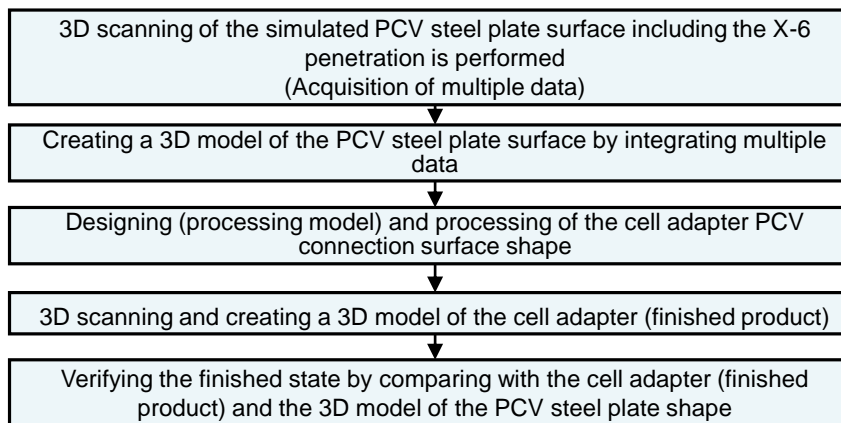 3D scanning of the simulated PCV steel plate surface including the X-6
penetration is performed
(Acquisition of multiple data)
Creating a 3D model of the PCV steel plate surface by integrating multiple
data
Designing (processing model) and processing of the cell adapter PCV
connection surface shape
3D scanning and creating a 3D model of the cell adapter (finished product)
Verifying the finished state by comparing with the cell adapter (finished
product) and the 3D model of the PCV steel plate shape